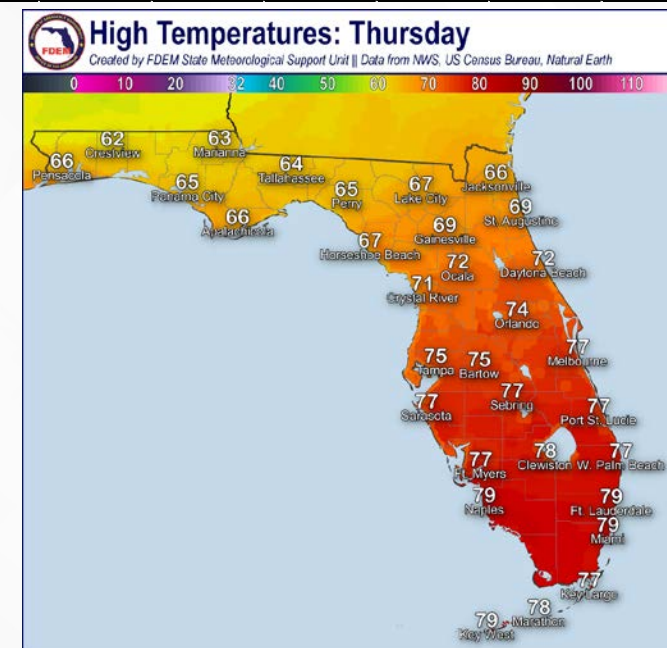 FDEM
High Temperatures: Thursday
Created by FDEM State Meteorological Support Unit || Data from NWS, US Census Bureau, Natural Earth
0 10 20 32 40 50 60 70 80 90 100 110
62
Crestview
63
Marianna
66
Pensacola
64
Tallahassee
65
Panama City
65
Perry
67
Lake City
66
Jacksonville
66
Apalachicola
69
St. Augustine
69
Gainesville
67
Horseshoe Beach
72
Ocala
72
Daytona Beach
71
Crystal River
74
Orlando
77
Melbourne
75
Tampa
75
Bartow
77
Sebring
77
Sarasota
77
Port St. Lucie
78
Clewiston
77
W. Palm Beach
77
Ft. Myers
79
Naples
79
Ft. Lauderdale
79
Miami
77
Key Largo
78
Marathon
79
Key West